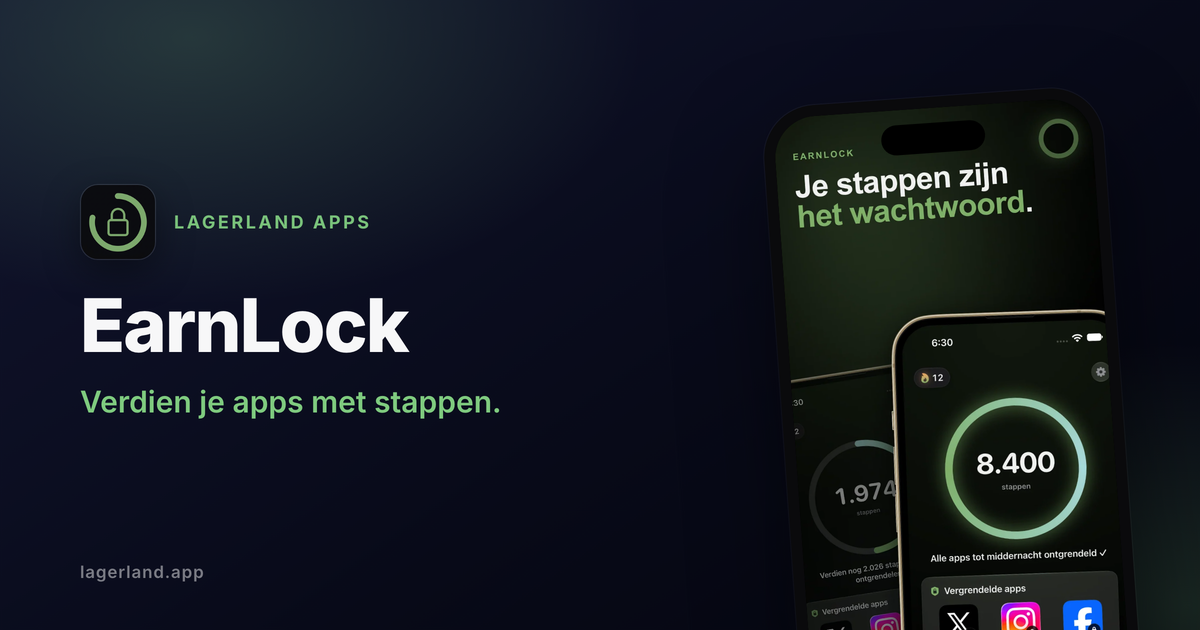 LAGERLAND APPS
EarnLock
Verdien je apps met stappen.
lagerland.app
EARNLOCK
Je stappen zijn
het wachtwoord.
6:30
12
8.400
stappen
Alle apps tot middernacht ontgrendeld ✓
Vergrendelde apps
:30
2
1.974
stappen
Verdien nog 2.026
Vergrendelde apps